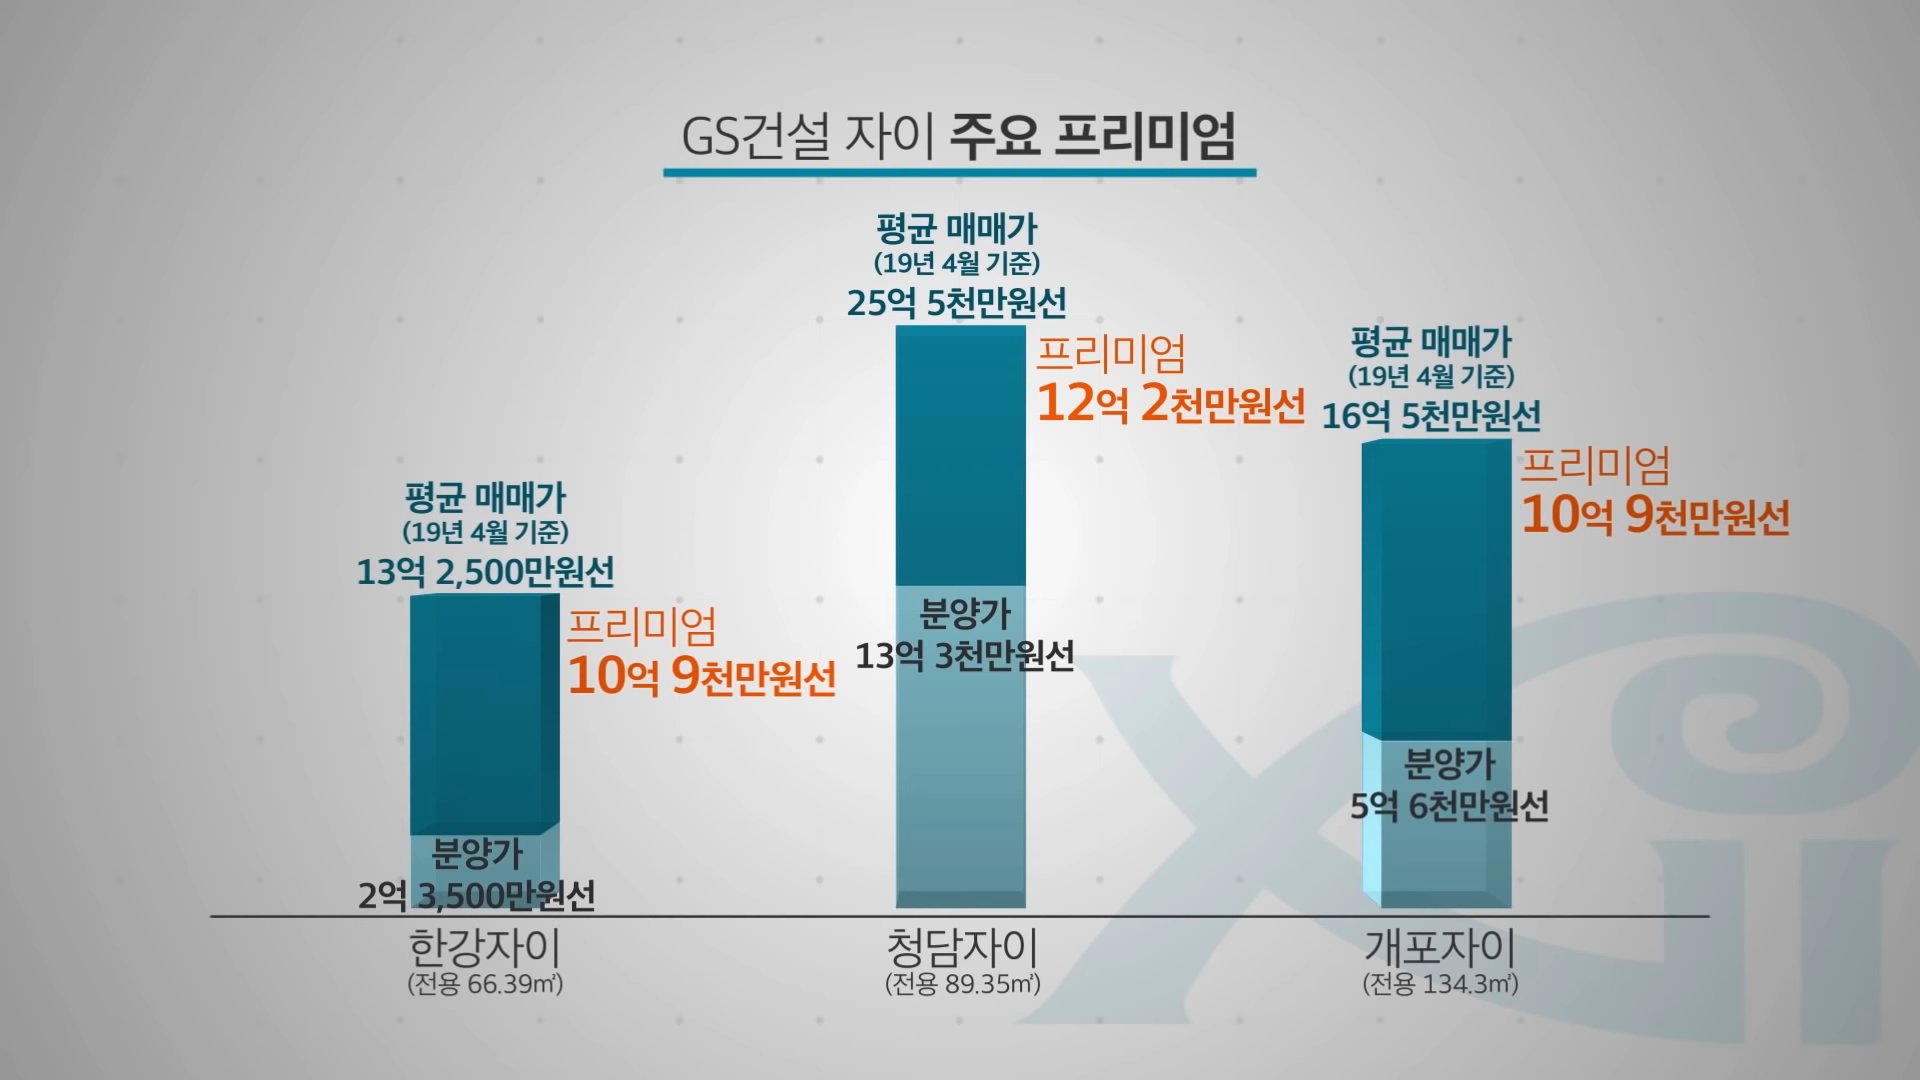 GS건설 자이 주요 프리미엄
평균 매매가
(19년 4월 기준)
13억 2,500만원선
프리미엄
10억 9천만원선
분양가
2억 3,500만원선
한강자이
(전용 66.39㎡)
평균 매매가
(19년 4월 기준)
25억 5천만원선
프리미엄
12억 2천만원선
분양가
13억 3천만원선
청담자이
(전용 89.35㎡)
평균 매매가
(19년 4월 기준)
16억 5천만원선
프리미엄
10억 9천만원선
분양가
5억 6천만원선
개포자이
(전용 134.3㎡)
Xi